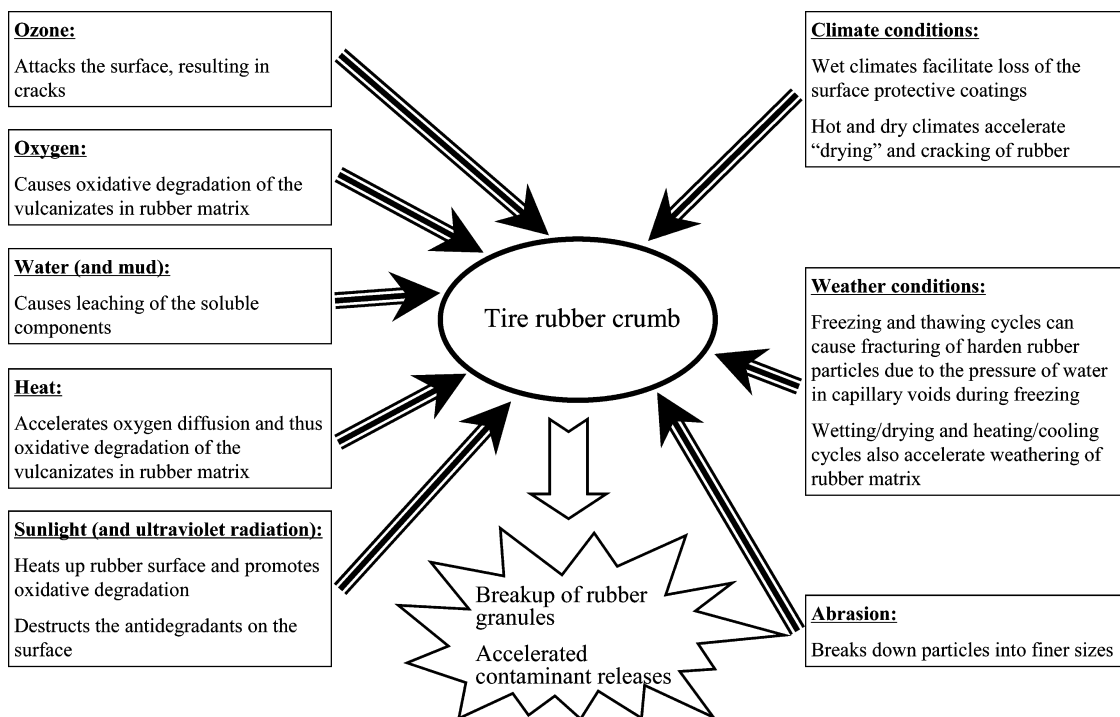 Ozone:
Attacks the surface, resulting in
cracks
Oxygen:
Causes oxidative degradation of the
vulcanizates in rubber matrix
Water (and mud):
Causes leaching of the soluble
components
Heat:
Accelerates oxygen diffusion and thus
oxidative degradation of the
vulcanizates in rubber matrix
Sunlight (and ultraviolet radiation):
Heats up rubber surface and promotes
oxidative degradation
Destructs the antidegradants on the
surface
Tire rubber crumb
Breakup of rubber
granules
Accelerated
contaminant releases
Climate conditions:
Wet climates facilitate loss of the
surface protective coatings
Hot and dry climates accelerate
“drying” and cracking of rubber
Weather conditions:
Freezing and thawing cycles can
cause fracturing of harden rubber
particles due to the pressure of water
in capillary voids during freezing
Wetting/drying and heating/cooling
cycles also accelerate weathering of
rubber matrix
Abrasion:
Breaks down particles into finer sizes